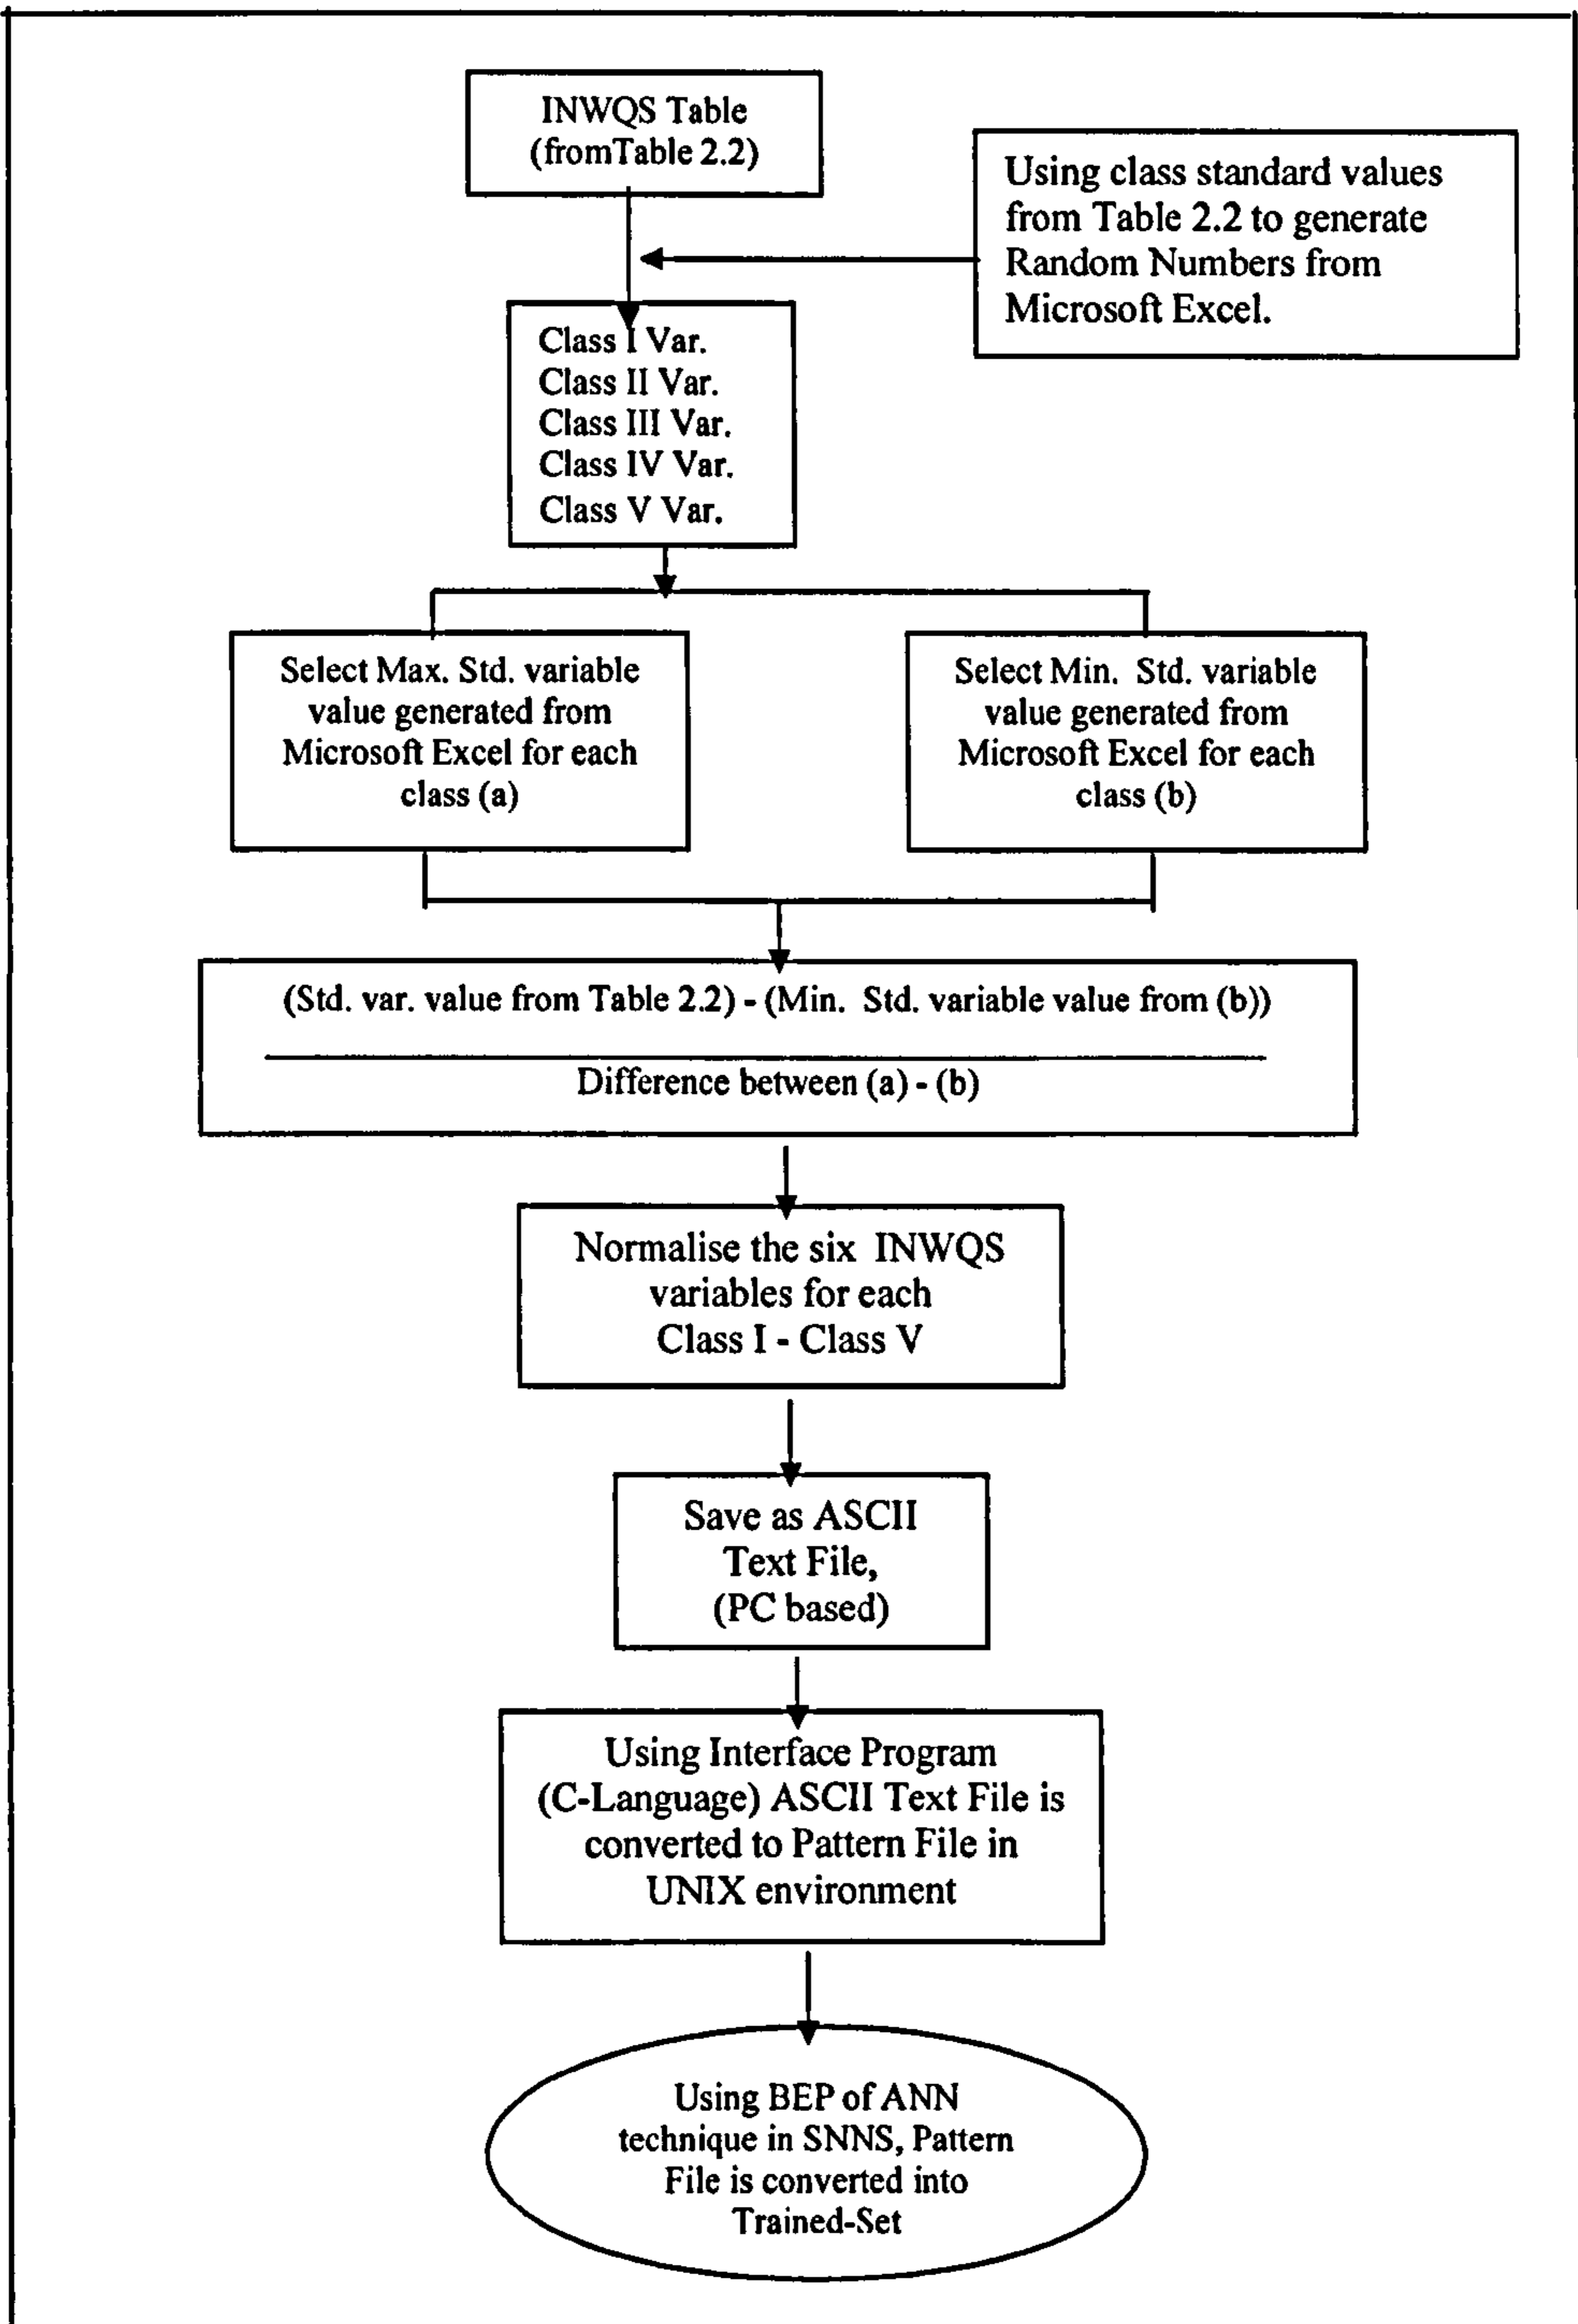 INWQS Table
(fromTable 2.2)
Using class standard values
from Table 2.2 to generate
Random Numbers from
Microsoft Excel.
Class I Var.
Class II Var.
Class III Var.
Class IV Var.
Class V Var.
Select Max. Std. variable
value generated from
Microsoft Excel for each
class (a)
Select Min. Std. variable
value generated from
Microsoft Excel for each
class (b)
(Std. var. value from Table 2.2) - (Min. Std. variable value from (b))
Difference between (a) - (b)
Normalise the six INWQS
variables for each
Class I - Class V
Save as ASCII
Text File,
(PC based)
Using Interface Program
(C-Language) ASCII Text File is
converted to Pattern File in
UNIX environment
Using BEP of ANN
technique in SNNS, Pattern
File is converted into
Trained-Set